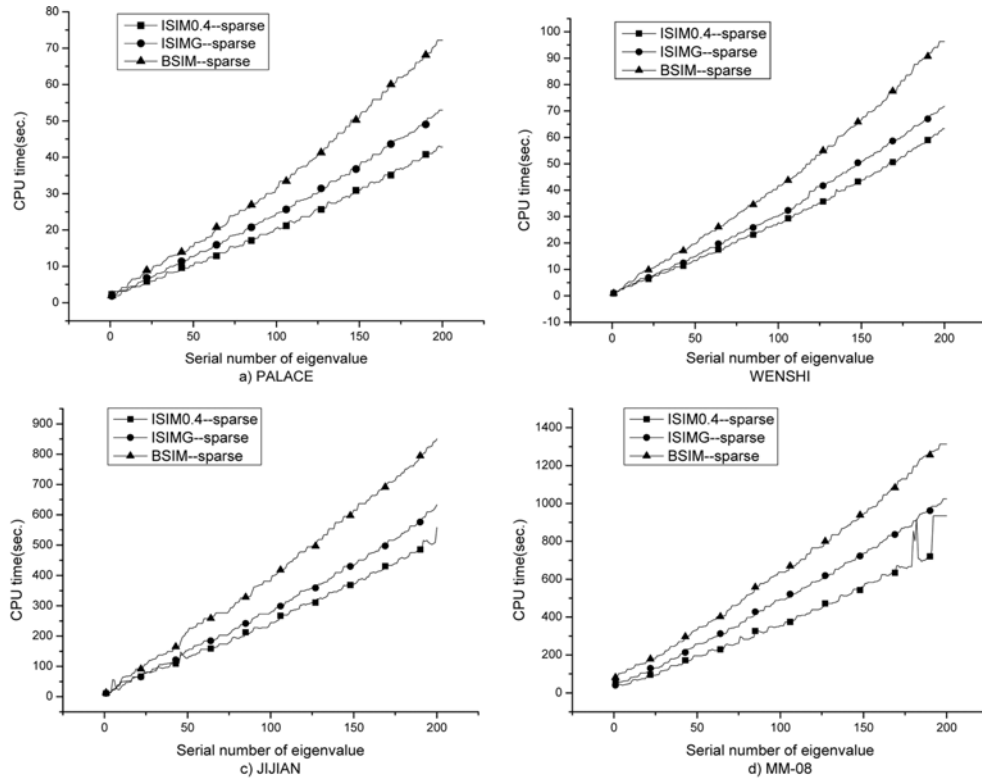 ISIM0.4--sparse
ISIMG--sparse
BSIM--sparse
80
70
60
50
40
30
20
10
0
CPU time(sec.)
0 50 100 150 200
Serial number of eigenvalue
a) PALACE
ISIM0.4--sparse
ISIMG--sparse
BSIM--sparse
100
90
80
70
60
50
40
30
20
10
0
-10
CPU time(sec.)
0 50 100 150 200
Serial number of eigenvalue
WENSHI
ISIM0.4--sparse
ISIMG--sparse
BSIM--sparse
900
800
700
600
500
400
300
200
100
0
CPU time(sec.)
0 50 100 150 200
Serial number of eigenvalue
c) JIJIAN
ISIM0.4--sparse
ISIMG--sparse
BSIM--sparse
1400
1200
1000
800
600
400
200
0
CPU time(sec.)
0 50 100 150 200
Serial number of eigenvalue
d) MM-08